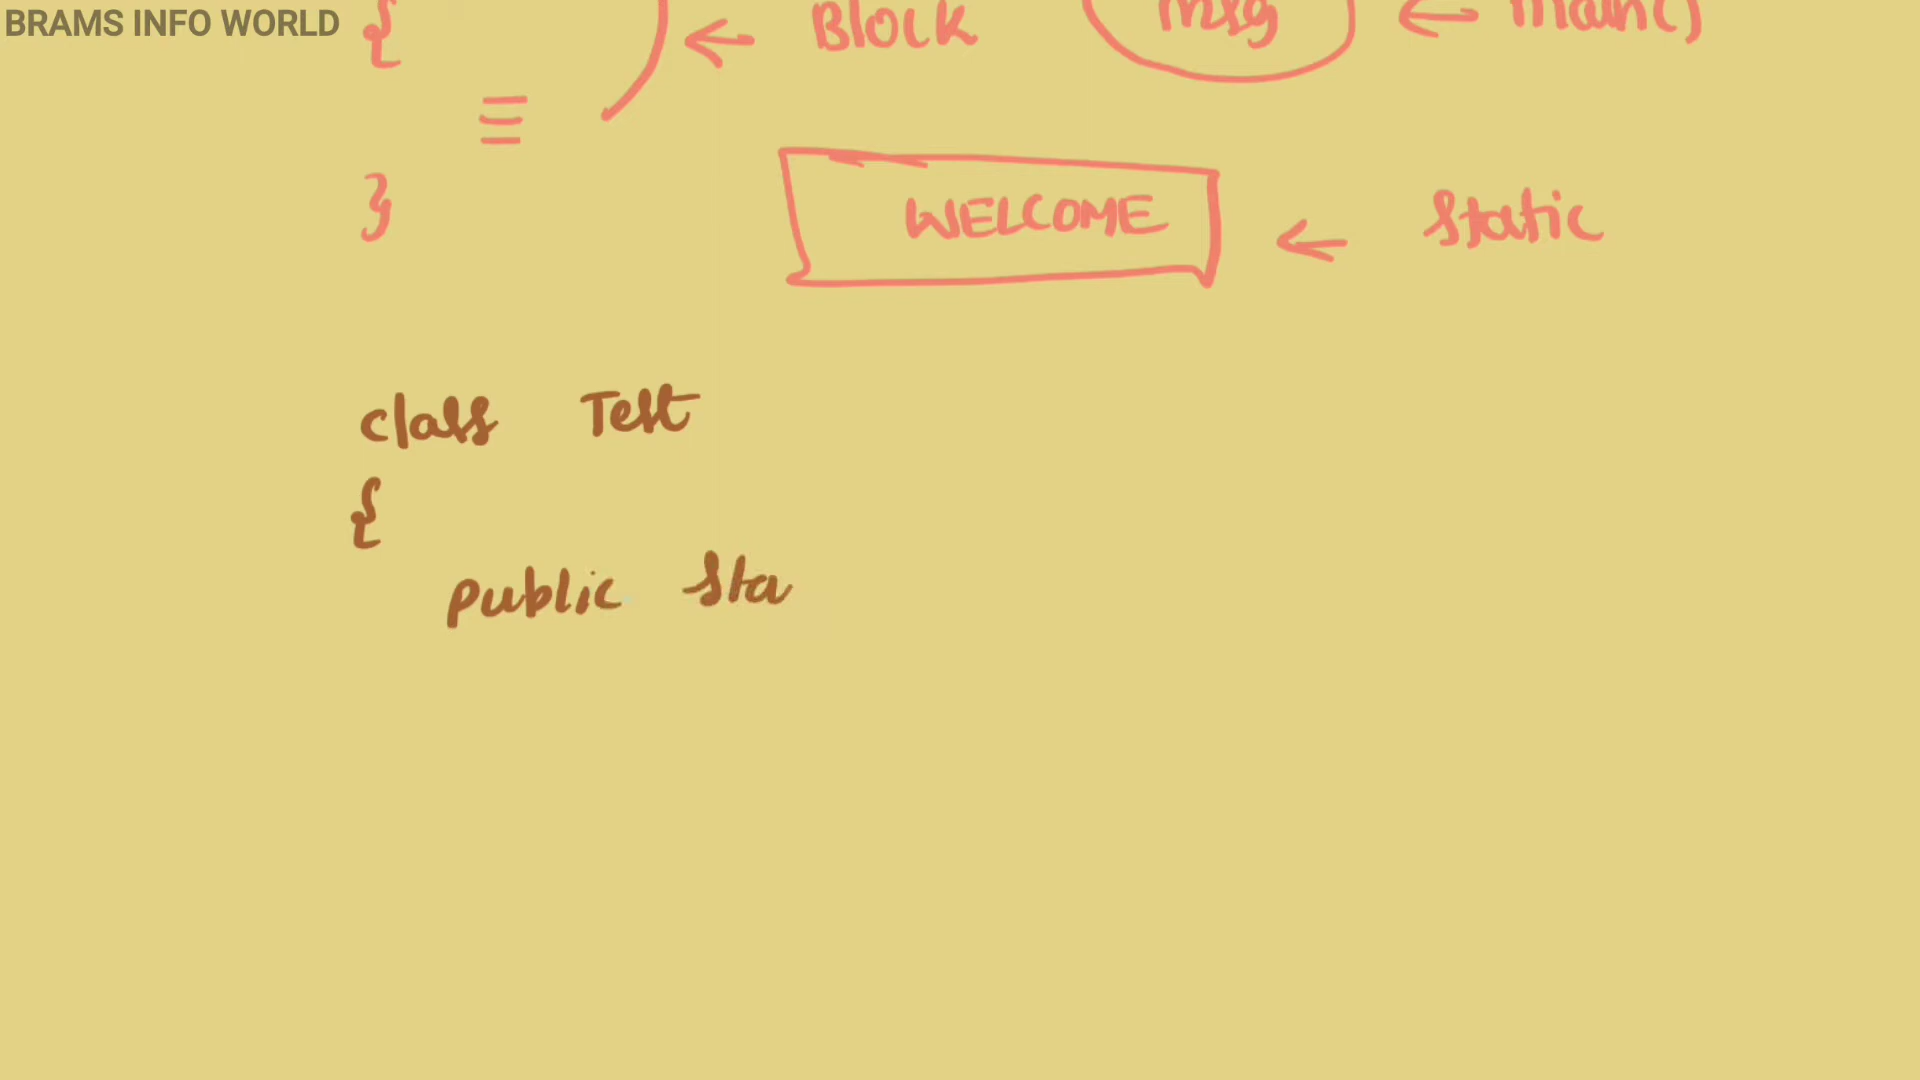 BRAMS INFO WORLD
{ ← Block msg ← main()
}
WELCOME ← static
class Test
{
public sta